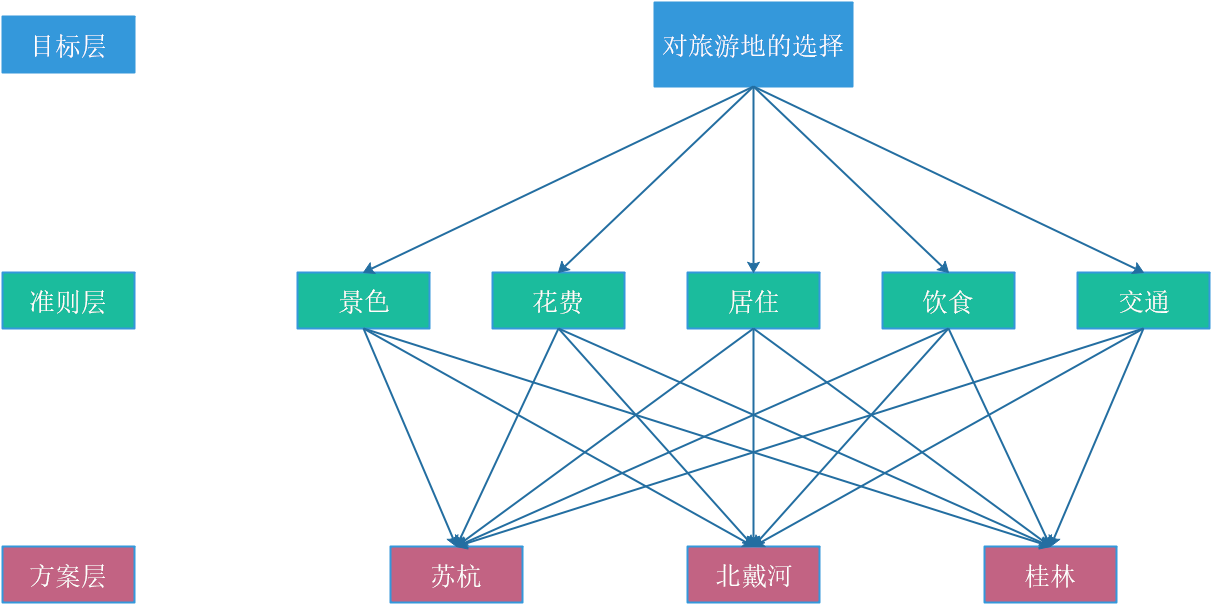 目标层
对旅游地的选择
准则层
景色
花费
居住
饮食
交通
方案层
苏杭
北戴河
桂林